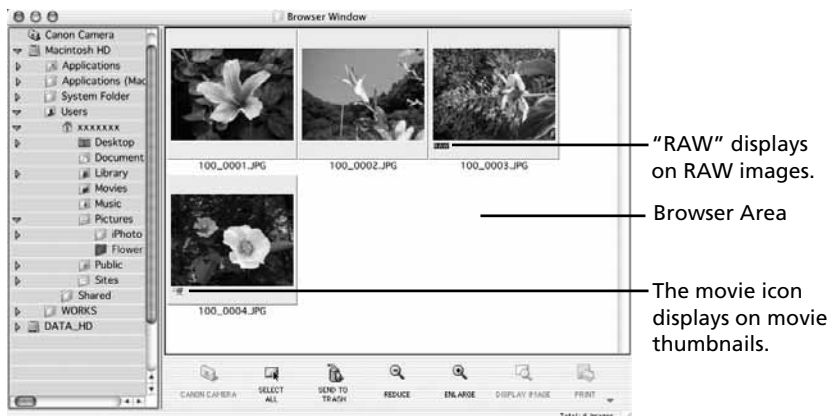 Browser Window
Canon Camera
Macintosh HD
Applications
Applications (Mac
System Folder
Users
xxxxxxx
Desktop
Document
Library
Movies
Music
Pictures
iPhoto
Flower
Public
Sites
Shared
WORKS
DATA_HD
100_0001.JPG
100_0002.JPG
RAW
100_0003.JPG
100_0004.JPG
"RAW" displays
on RAW images.
Browser Area
The movie icon
displays on movie
thumbnails.
CANON CAMERA
SELECT
ALL
SEND TO
TRASH
REDUCE
ENLARGE
DISPLAY IMAGE
PRINT